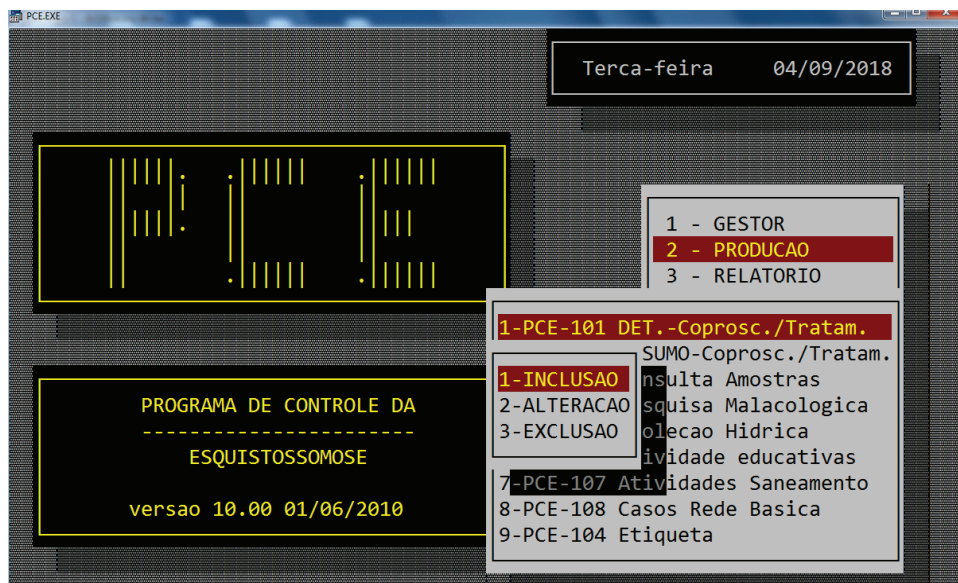 PCE.EXE
Terca-feira 04/09/2018
PCE
1 - GESTOR
2 - PRODUCAO
3 - RELATORIO
1-PCE-101 DET.-Coprosc./Tratam.
SUMO-Coprosc./Tratam.
1-INCLUSAO nsulta Amostras
2-ALTERACAO squisa Malacologica
3-EXCLUSAO olecao Hidrica
ividade educativas
7-PCE-107 Atividades Saneamento
8-PCE-108 Casos Rede Basica
9-PCE-104 Etiqueta
PROGRAMA DE CONTROLE DA
-----------------------
ESQUISTOSSOMOSE
versao 10.00 01/06/2010